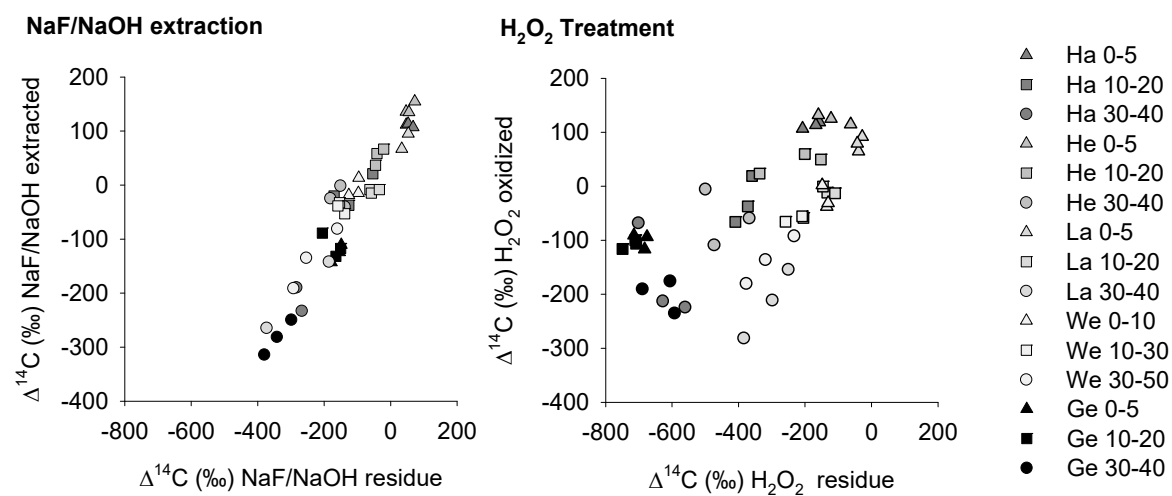 NaF/NaOH extraction
Δ¹⁴C (‰) NaF/NaOH extracted
200
100
0
-100
-200
-300
-400
-800 -600 -400 -200 0 200
Δ¹⁴C (‰) NaF/NaOH residue
H₂O₂ Treatment
Δ¹⁴C (‰) H₂O₂ oxidized
200
100
0
-100
-200
-300
-400
-800 -600 -400 -200 0 200
Δ¹⁴C (‰) H₂O₂ residue
Ha 0-5
Ha 10-20
Ha 30-40
He 0-5
He 10-20
He 30-40
La 0-5
La 10-20
La 30-40
We 0-10
We 10-30
We 30-50
Ge 0-5
Ge 10-20
Ge 30-40